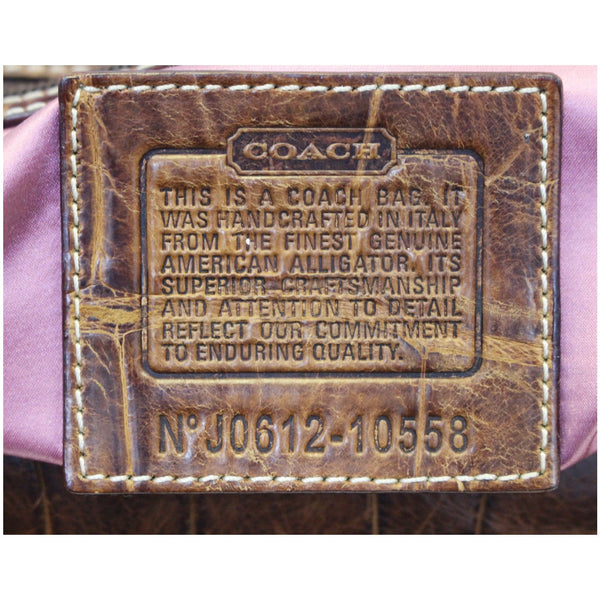 COACH
THIS IS A COACH BAG. IT
WAS HANDCRAFTED IN ITALY
FROM THE FINEST GENUINE
AMERICAN ALLIGATOR. ITS
SUPERIOR CRAFTSMANSHIP
AND ATTENTION TO DETAIL
REFLECT OUR COMMITMENT
TO ENDURING QUALITY.
Nº J0612-10558